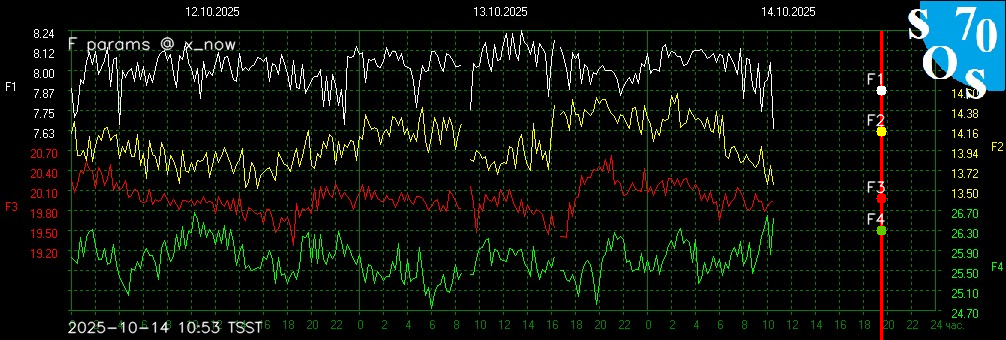 12.10.2025 13.10.2025 14.10.2025
SOS 70
F params @ x_now
8.24
8.12
8.00
F1
7.87
7.75
7.63
20.70
20.40
20.10
F3
19.80
19.50
19.20
F1
F2
F3
F4
14.60
14.38
14.16
F2
13.94
13.72
13.50
26.70
26.30
25.90
F4
25.50
25.10
24.70
2025-10-14 10:53 TSST
16 18 20 22 0 2 4 6 8 10 12 14 16 18 20 22 0 2 4 6 8 10 12 14 16 18 20 22 24 час.